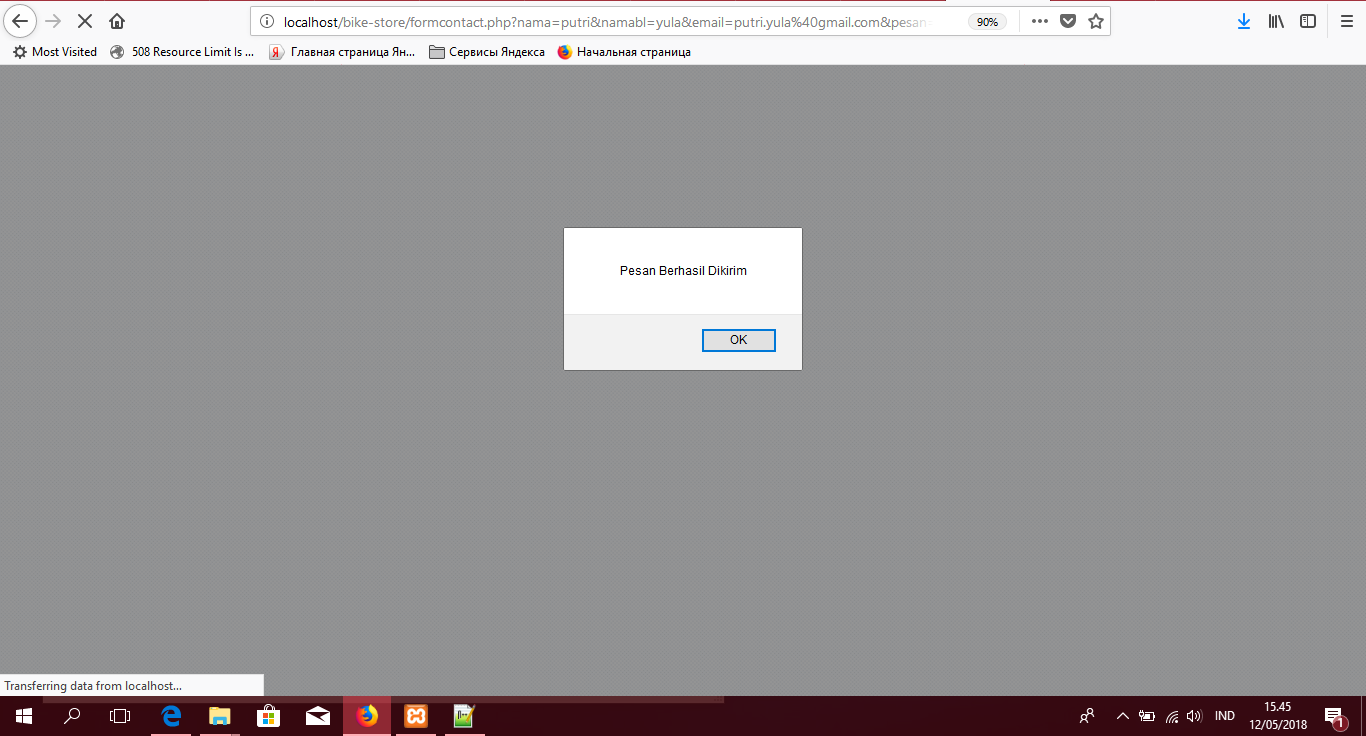 localhost/bike-store/formcontact.php?nama=putri&namabl=yula&email=putri.yula%40gmail.com&pesan=
90%
Most Visited
508 Resource Limit Is ...
Главная страница Ян...
Сервисы Яндекса
Начальная страница
Pesan Berhasil Dikirim
OK
Transferring data from localhost...
IND
15.45
12/05/2018
1